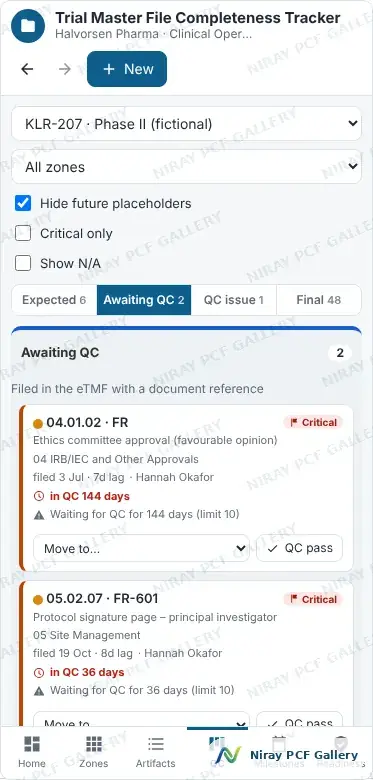 Trial Master File Completeness Tracker
Halvorsen Pharma · Clinical Oper...
New
KLR-207 · Phase II (fictional)
All zones
Hide future placeholders
Critical only
Show N/A
Expected 6
Awaiting QC 2
QC issue 1
Final 48
Awaiting QC
2
Filed in the eTMF with a document reference
04.01.02 · FR
Critical
Ethics committee approval (favourable opinion)
04 IRB/IEC and Other Approvals
filed 3 Jul · 7d lag · Hannah Okafor
in QC 144 days
Waiting for QC for 144 days (limit 10)
Move to...
QC pass
05.02.07 · FR-601
Critical
Protocol signature page – principal investigator
05 Site Management
filed 19 Oct · 8d lag · Hannah Okafor
in QC 36 days
Waiting for QC for 36 days (limit 10)
Move to...
QC pass
Home
Zones
Artifacts
QC
Milestones
Readiness
Niray PCF Gallery
NIRAY PCF GALLERY